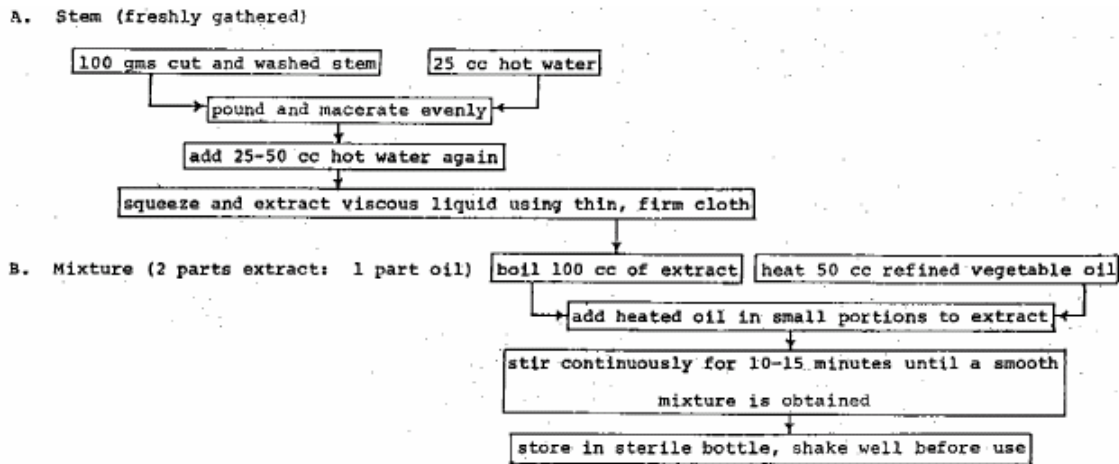 A. Stem (freshly gathered)
100 gms cut and washed stem
25 cc hot water
pound and macerate evenly
add 25-50 cc hot water again
squeeze and extract viscous liquid using thin, firm cloth
B. Mixture (2 parts extract: 1 part oil)
boil 100 cc of extract
heat 50 cc refined vegetable oil
add heated oil in small portions to extract
stir continuously for 10-15 minutes until a smooth
mixture is obtained
store in sterile bottle, shake well before use